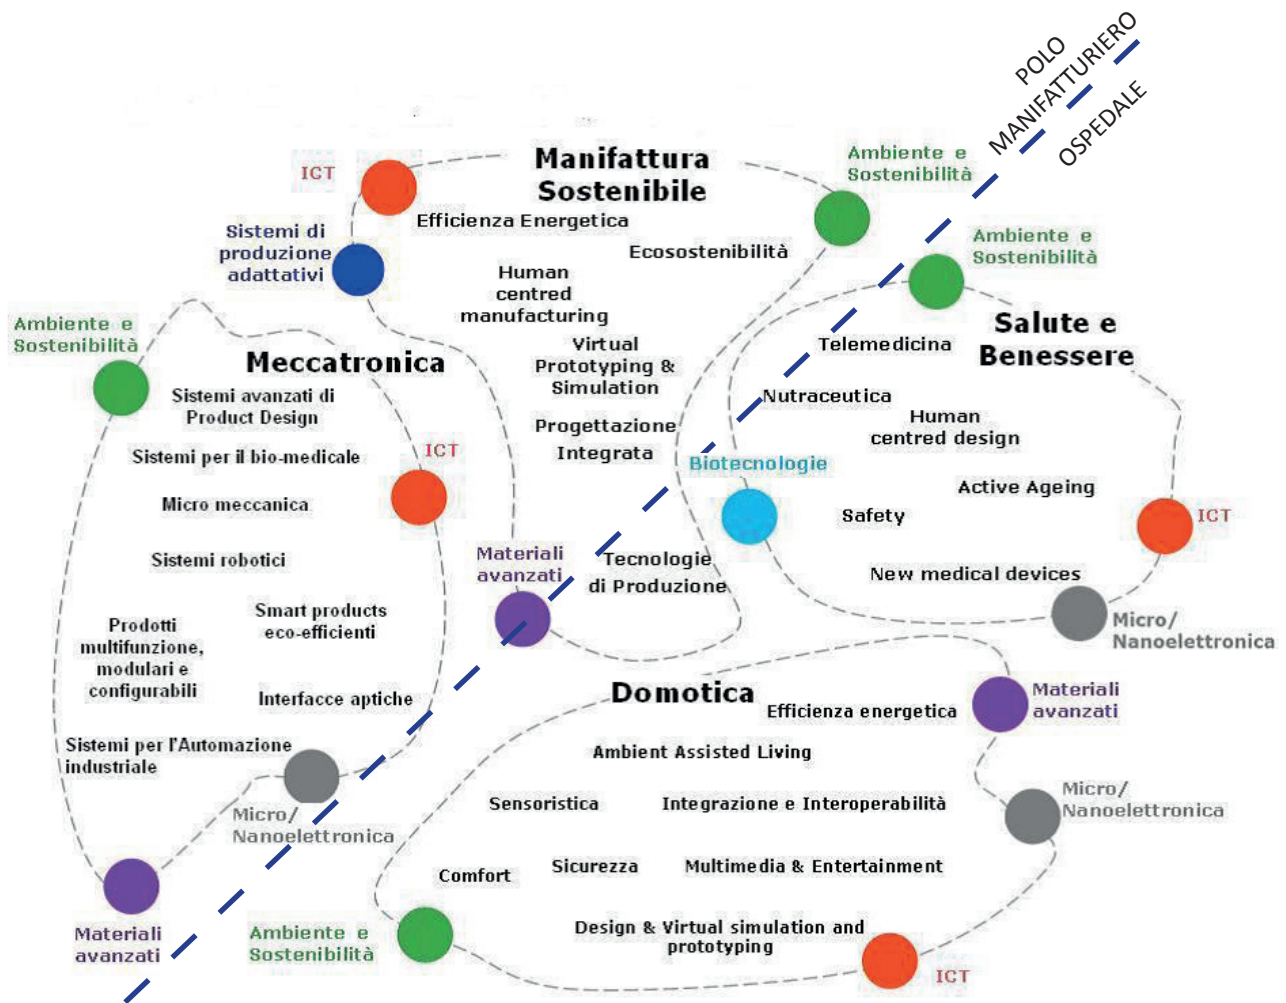 POLO
MANIFATTURIERO
OSPEDALE
Manifattura
Sostenibile
ICT
Efficienza Energetica
Sistemi di
produzione
adattativi
Ecosostenibilità
Human
centred
manufacturing
Virtual
Prototyping &
Simulation
Progettazione
Integrata
Tecnologie
di Produzione
Materiali
avanzati
Ambiente e
Sostenibilità
Ambiente e
Sostenibilità
Salute e
Benessere
Telemedicina
Nutraceutica
Human
centred design
Biotecnologie
Active Ageing
Safety
ICT
New medical devices
Micro/
Nanoelettronica
Ambiente e
Sostenibilità
Meccatronica
Sistemi avanzati di
Product Design
Sistemi per il bio-medicale
ICT
Micro meccanica
Sistemi robotici
Smart products
eco-efficienti
Prodotti
multifunzione,
modulari e
configurabili
Interfacce aptiche
Sistemi per l'Automazione
industriale
Micro/
Nanoelettronica
Materiali
avanzati
Domotica
Efficienza energetica
Materiali
avanzati
Ambient Assisted Living
Sensoristica
Integrazione e Interoperabilità
Micro/
Nanoelettronica
Comfort
Sicurezza
Multimedia & Entertainment
Ambiente e
Sostenibilità
Design & Virtual simulation and
prototyping
ICT